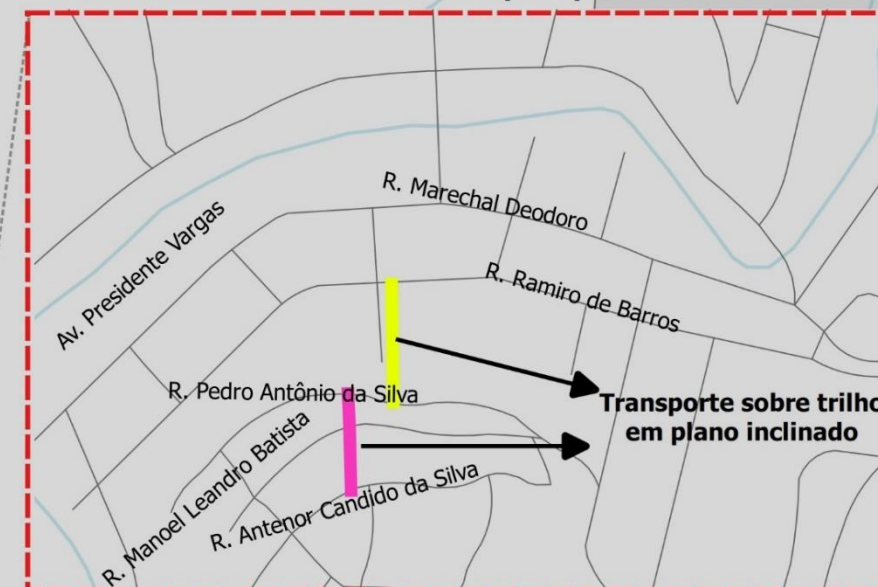 R. Marechal Deodoro
Av. Presidente Vargas
R. Ramiro de Barros
R. Pedro Antônio da Silva
Transporte sobre trilho
em plano inclinado
R. Manoel Leandro Batista
R. Antenor Candido da Silva